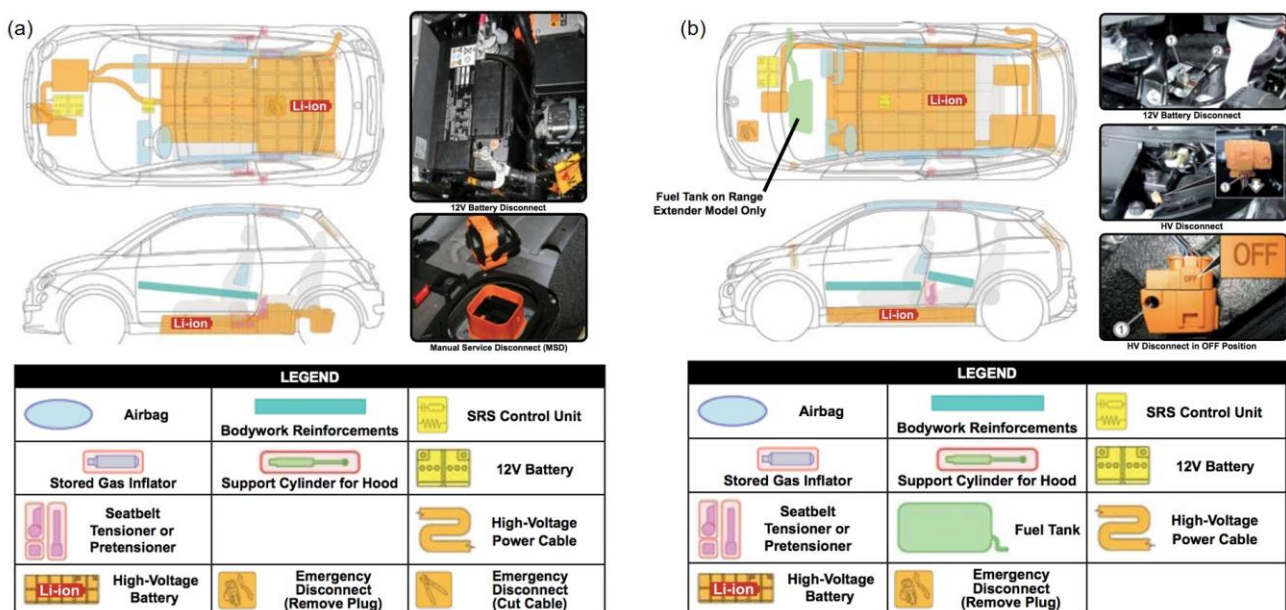 (a)
Li-ion
12V Battery Disconnect
Li-ion
Manual Service Disconnect (MSD)
LEGEND
Airbag
Bodywork Reinforcements
SRS Control Unit
Stored Gas Inflator
Support Cylinder for Hood
12V Battery
Seatbelt
Tensioner or
Pretensioner
High-Voltage
Power Cable
Li-ion
High-Voltage
Battery
Emergency
Disconnect
(Remove Plug)
Emergency
Disconnect
(Cut Cable)
(b)
Li-ion
Fuel Tank on Range
Extender Model Only
1
2
12V Battery Disconnect
1
HV Disconnect
Li-ion
OFF
OFF
1
HV Disconnect in OFF Position
LEGEND
Airbag
Bodywork Reinforcements
SRS Control Unit
Stored Gas Inflator
Support Cylinder for Hood
12V Battery
Seatbelt
Tensioner or
Pretensioner
Fuel Tank
High-Voltage
Power Cable
Li-ion
High-Voltage
Battery
Emergency
Disconnect
(Remove Plug)